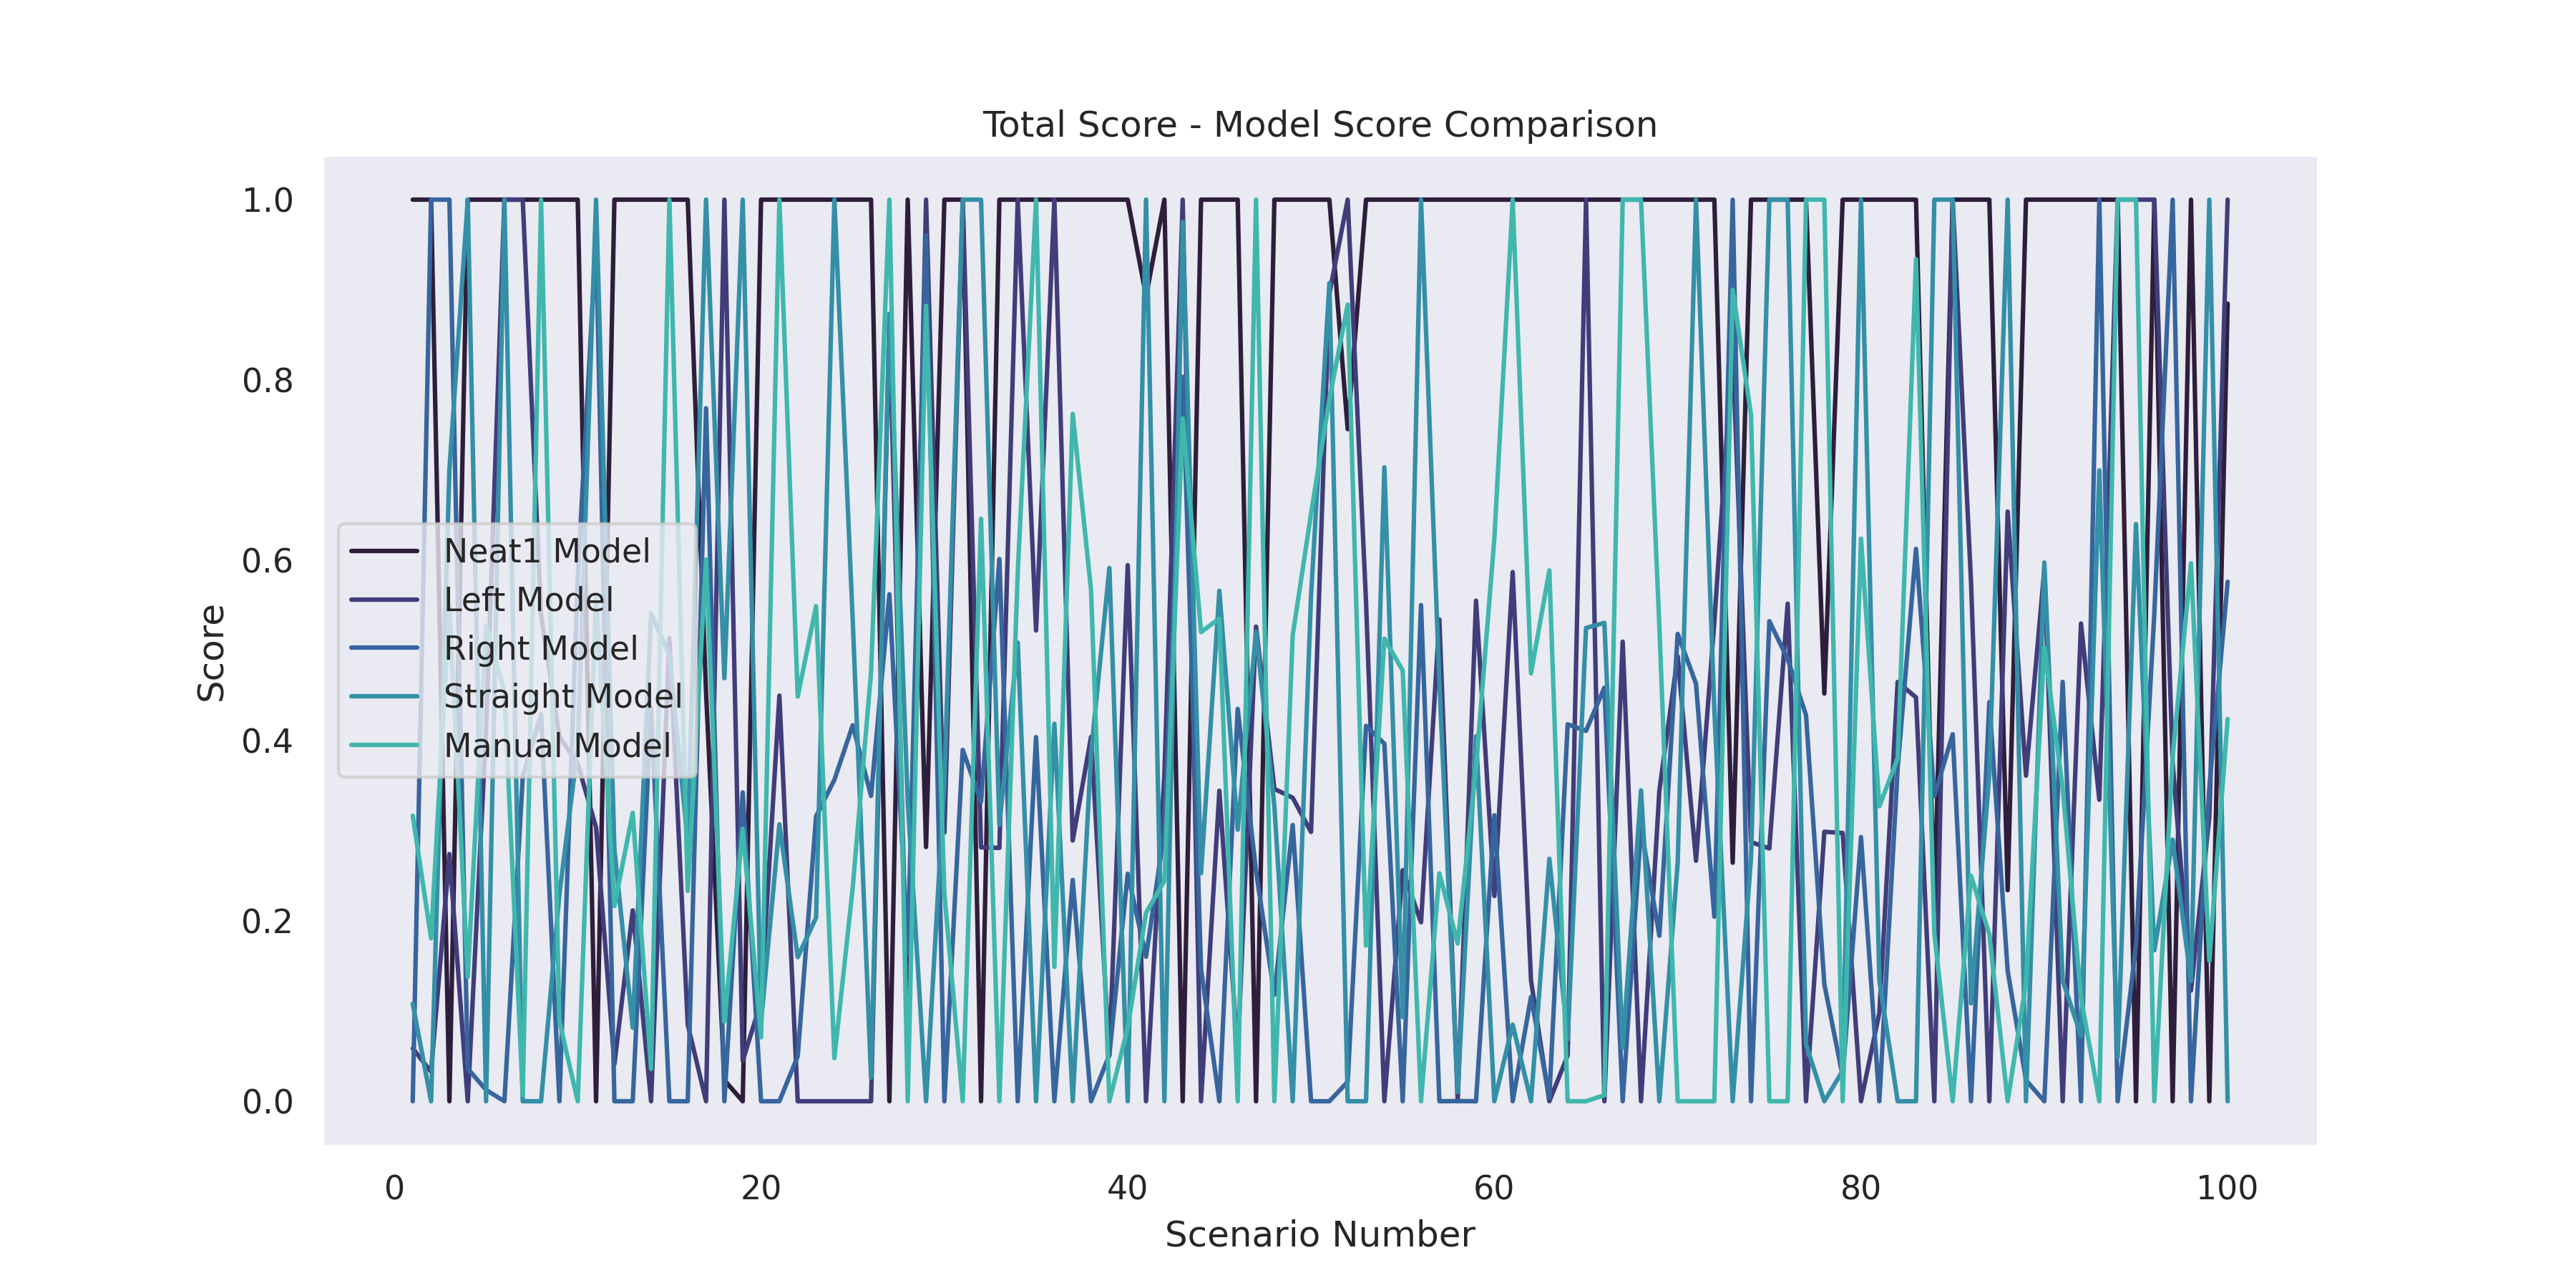 Total Score - Model Score Comparison
1.0
0.8
0.6
0.4
0.2
0.0
Score
Neat1 Model
Left Model
Right Model
Straight Model
Manual Model
0 20 40 60 80 100
Scenario Number